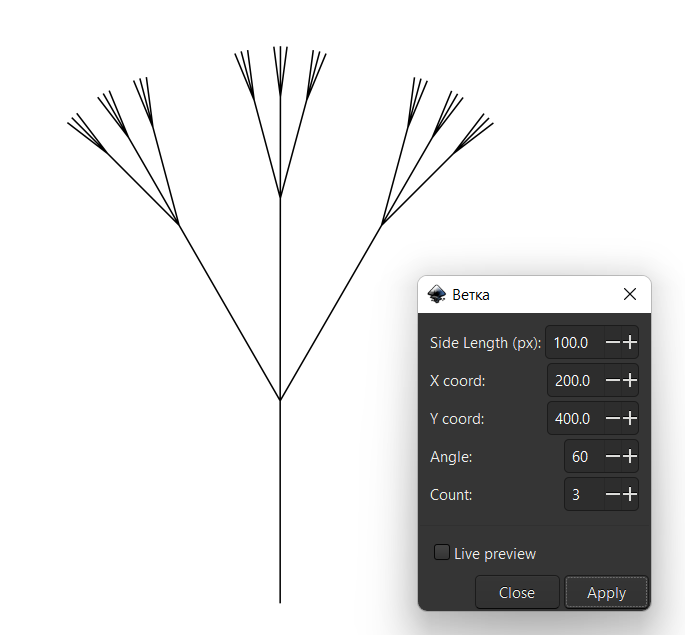 Ветка
Side Length (px): 100.0
X coord: 200.0
Y coord: 400.0
Angle: 60
Count: 3
Live preview
Close Apply